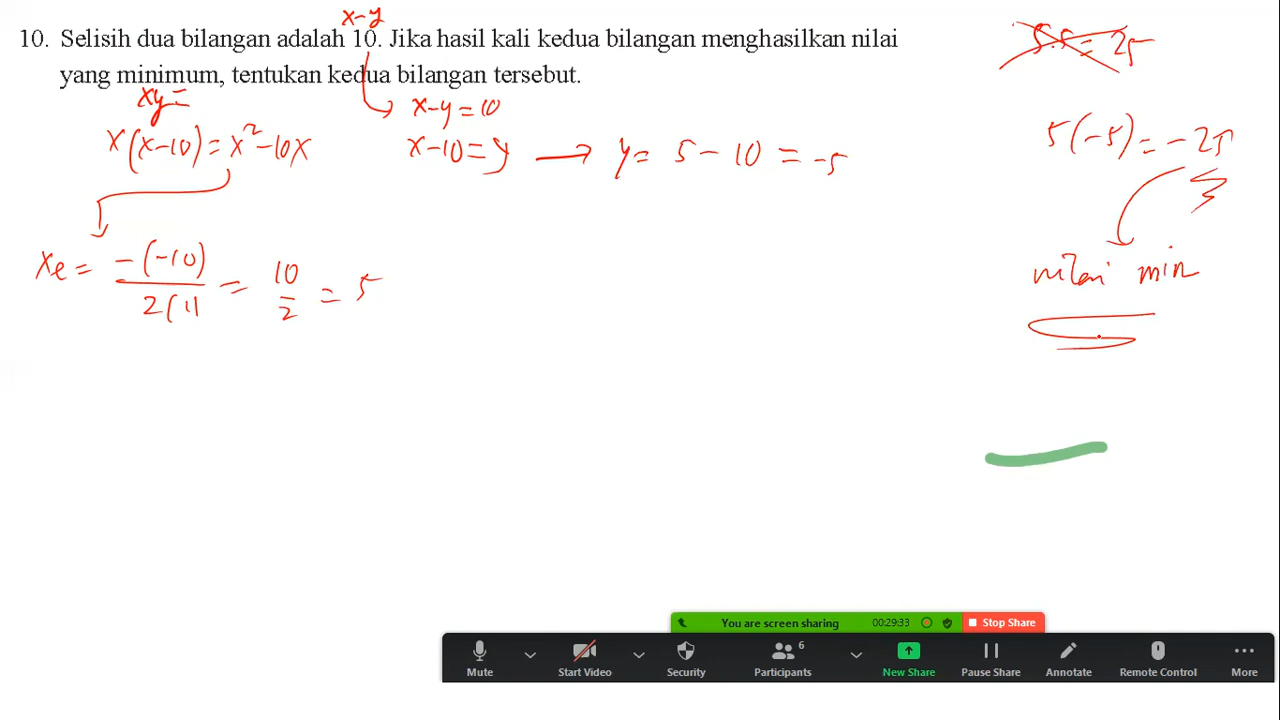 x-y
10. Selisih dua bilangan adalah 10. Jika hasil kali kedua bilangan menghasilkan nilai
yang minimum, tentukan kedua bilangan tersebut.
5.5 = 25
xy =
x-y = 10
x(x-10) = x² - 10x
x-10 = y → y = 5 - 10 = -5
5(-5) = -25
xe = -(-10)/2(1) = 10/2 = 5
nilai min
You are screen sharing 00:29:33 Stop Share
6
Mute Start Video Security Participants New Share Pause Share Annotate Remote Control More